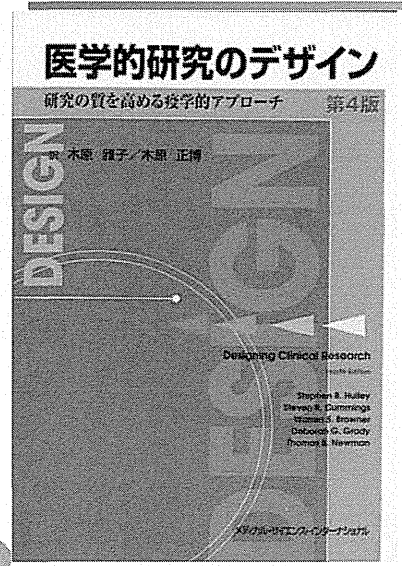 医学的研究のデザイン
研究の質を高める疫学的アプローチ
第4版
訳 木原 雅子/木原 正博
DESIGN
DESIGN
Designing Clinical Research
Fourth Edition
Stephen B. Hulley
Steven R. Cummings
Warren S. Browner
Deborah G. Grady
Thomas B. Newman
メディカル・サイエンス・インターナショナル